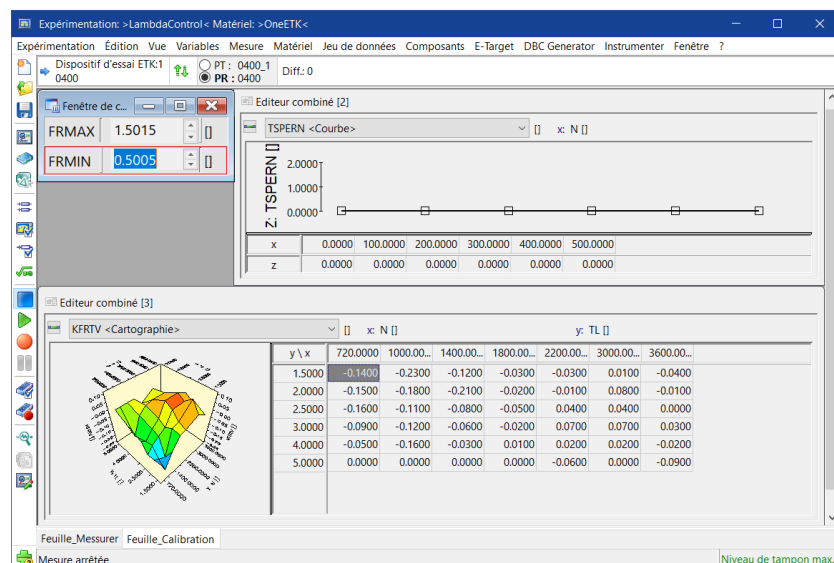 Expérimentation: >LambdaControl< Matériel: >OneETK<
Expérimentation Édition Vue Variables Mesure Matériel Jeu de données Composants E-Target DBC Generator Instrumenter Fenêtre ?
Dispositif d'essai ETK:1
0400
PT : 0400_1
PR : 0400
Diff.: 0
Fenêtre de c...
FRMAX 1.5015 []
FRMIN 0.5005 []
Editeur combiné [2]
TSPERN <Courbe> [] x: N []
Z: TSPERN []
2.0000
1.0000
0.0000
x 0.0000 100.0000 200.0000 300.0000 400.0000 500.0000
z 0.0000 0.0000 0.0000 0.0000 0.0000 0.0000
Editeur combiné [3]
KFRTV <Cartographie> [] x: N [] y: TL []
y \ x 720.0000 1000.00... 1400.00... 1800.00... 2200.00... 3000.00... 3600.00...
1.5000 -0.1400 -0.2300 -0.1200 -0.0300 -0.0300 0.0100 -0.0400
2.0000 -0.1500 -0.1800 -0.2100 -0.0200 -0.0100 0.0800 -0.0100
2.5000 -0.1600 -0.1100 -0.0800 -0.0500 0.0400 0.0400 0.0000
3.0000 -0.0900 -0.1200 -0.0600 -0.0200 0.0700 0.0700 0.0300
4.0000 -0.0500 -0.1600 -0.0300 0.0100 0.0200 0.0200 -0.0200
5.0000 0.0000 0.0000 0.0000 0.0000 -0.0600 0.0000 -0.0900
Feuille_Messurer Feuille_Calibration
Mesure arrêtée
Niveau de tampon max.